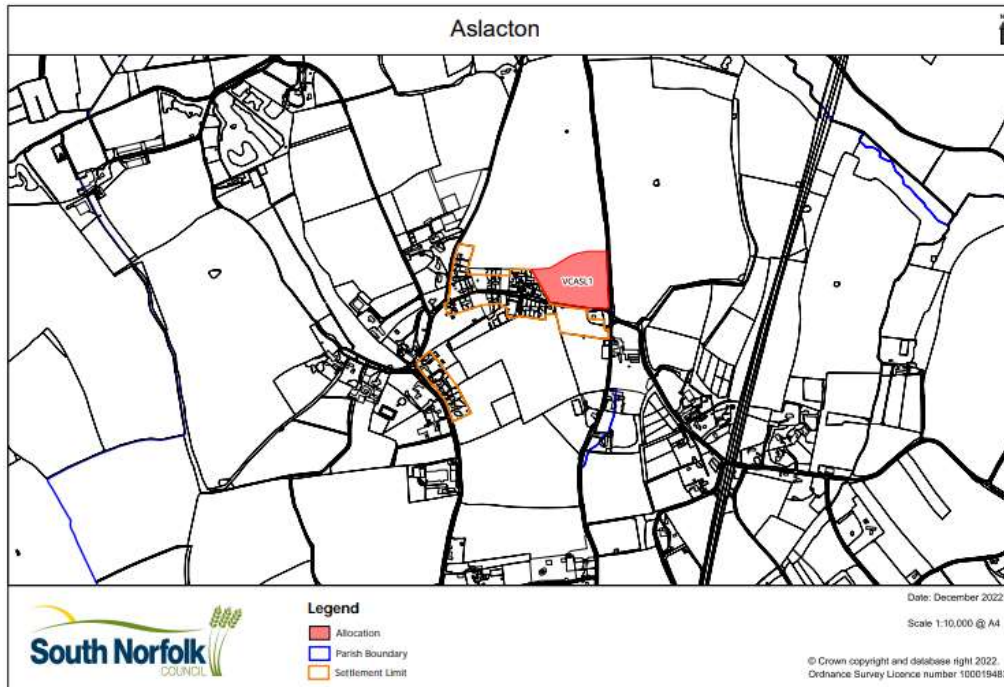 Aslacton
VCASL1
South Norfolk
COUNCIL
Legend
Allocation
Parish Boundary
Settlement Limit
Date: December 2022
Scale 1:10,000 @ A4
© Crown copyright and database right 2022.
Ordnance Survey Licence number